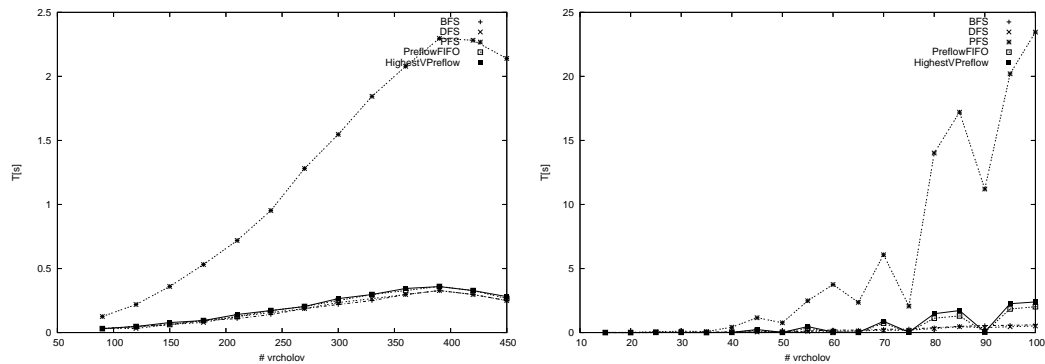 2.5
2
1.5
1
0.5
0
T[s]
50
100
150
200
250
300
350
400
450
# vrcholov
BFS
DFS
PFS
PreflowFIFO
HighestVPreflow
25
20
15
10
5
0
T[s]
10
20
30
40
50
60
70
80
90
100
# vrcholov
BFS
DFS
PFS
PreflowFIFO
HighestVPreflow